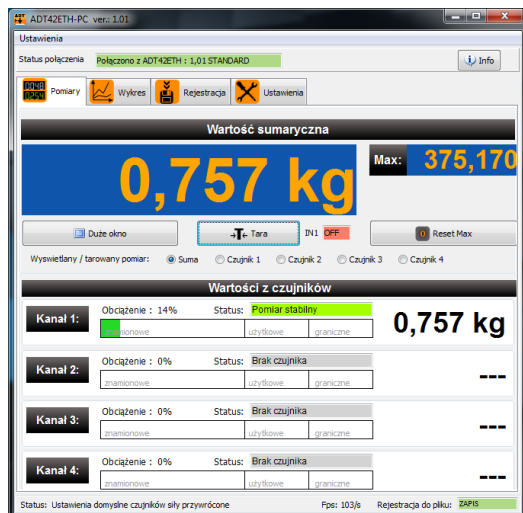 ADT42ETH-PC ver.: 1.01
Ustawienia
Status połączenia Połączono z ADT42ETH : 1,01 STANDARD Info
Pomiary Wykres Rejestracja Ustawienia
Wartość sumaryczna
0,757 kg Max: 375,170
Duże okno Tara IN1 OFF Reset Max
Wyswietlany / tarowany pomiar: Suma Czujnik 1 Czujnik 2 Czujnik 3 Czujnik 4
Wartości z czujników
Kanał 1: Obciążenie : 14% Status: Pomiar stabilny 0,757 kg
znamionowe użytkowe graniczne
Kanał 2: Obciążenie : 0% Status: Brak czujnika ---
znamionowe użytkowe graniczne
Kanał 3: Obciążenie : 0% Status: Brak czujnika ---
znamionowe użytkowe graniczne
Kanał 4: Obciążenie : 0% Status: Brak czujnika ---
znamionowe użytkowe graniczne
Status: Ustawienia domyslne czujników siły przywrócone Fps: 103/s Rejestracja do pliku: ZAPIS